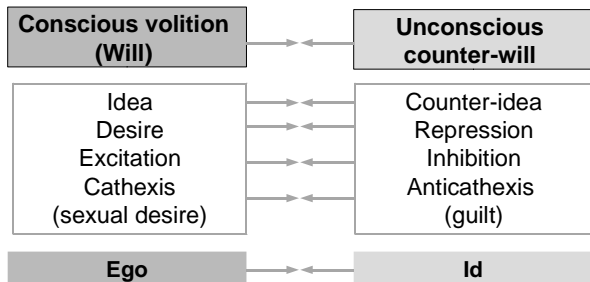 Conscious volition
(Will)
Unconscious
counter-will
Idea
Desire
Excitation
Cathexis
(sexual desire)
Counter-idea
Repression
Inhibition
Anticathexis
(guilt)
Ego
Id